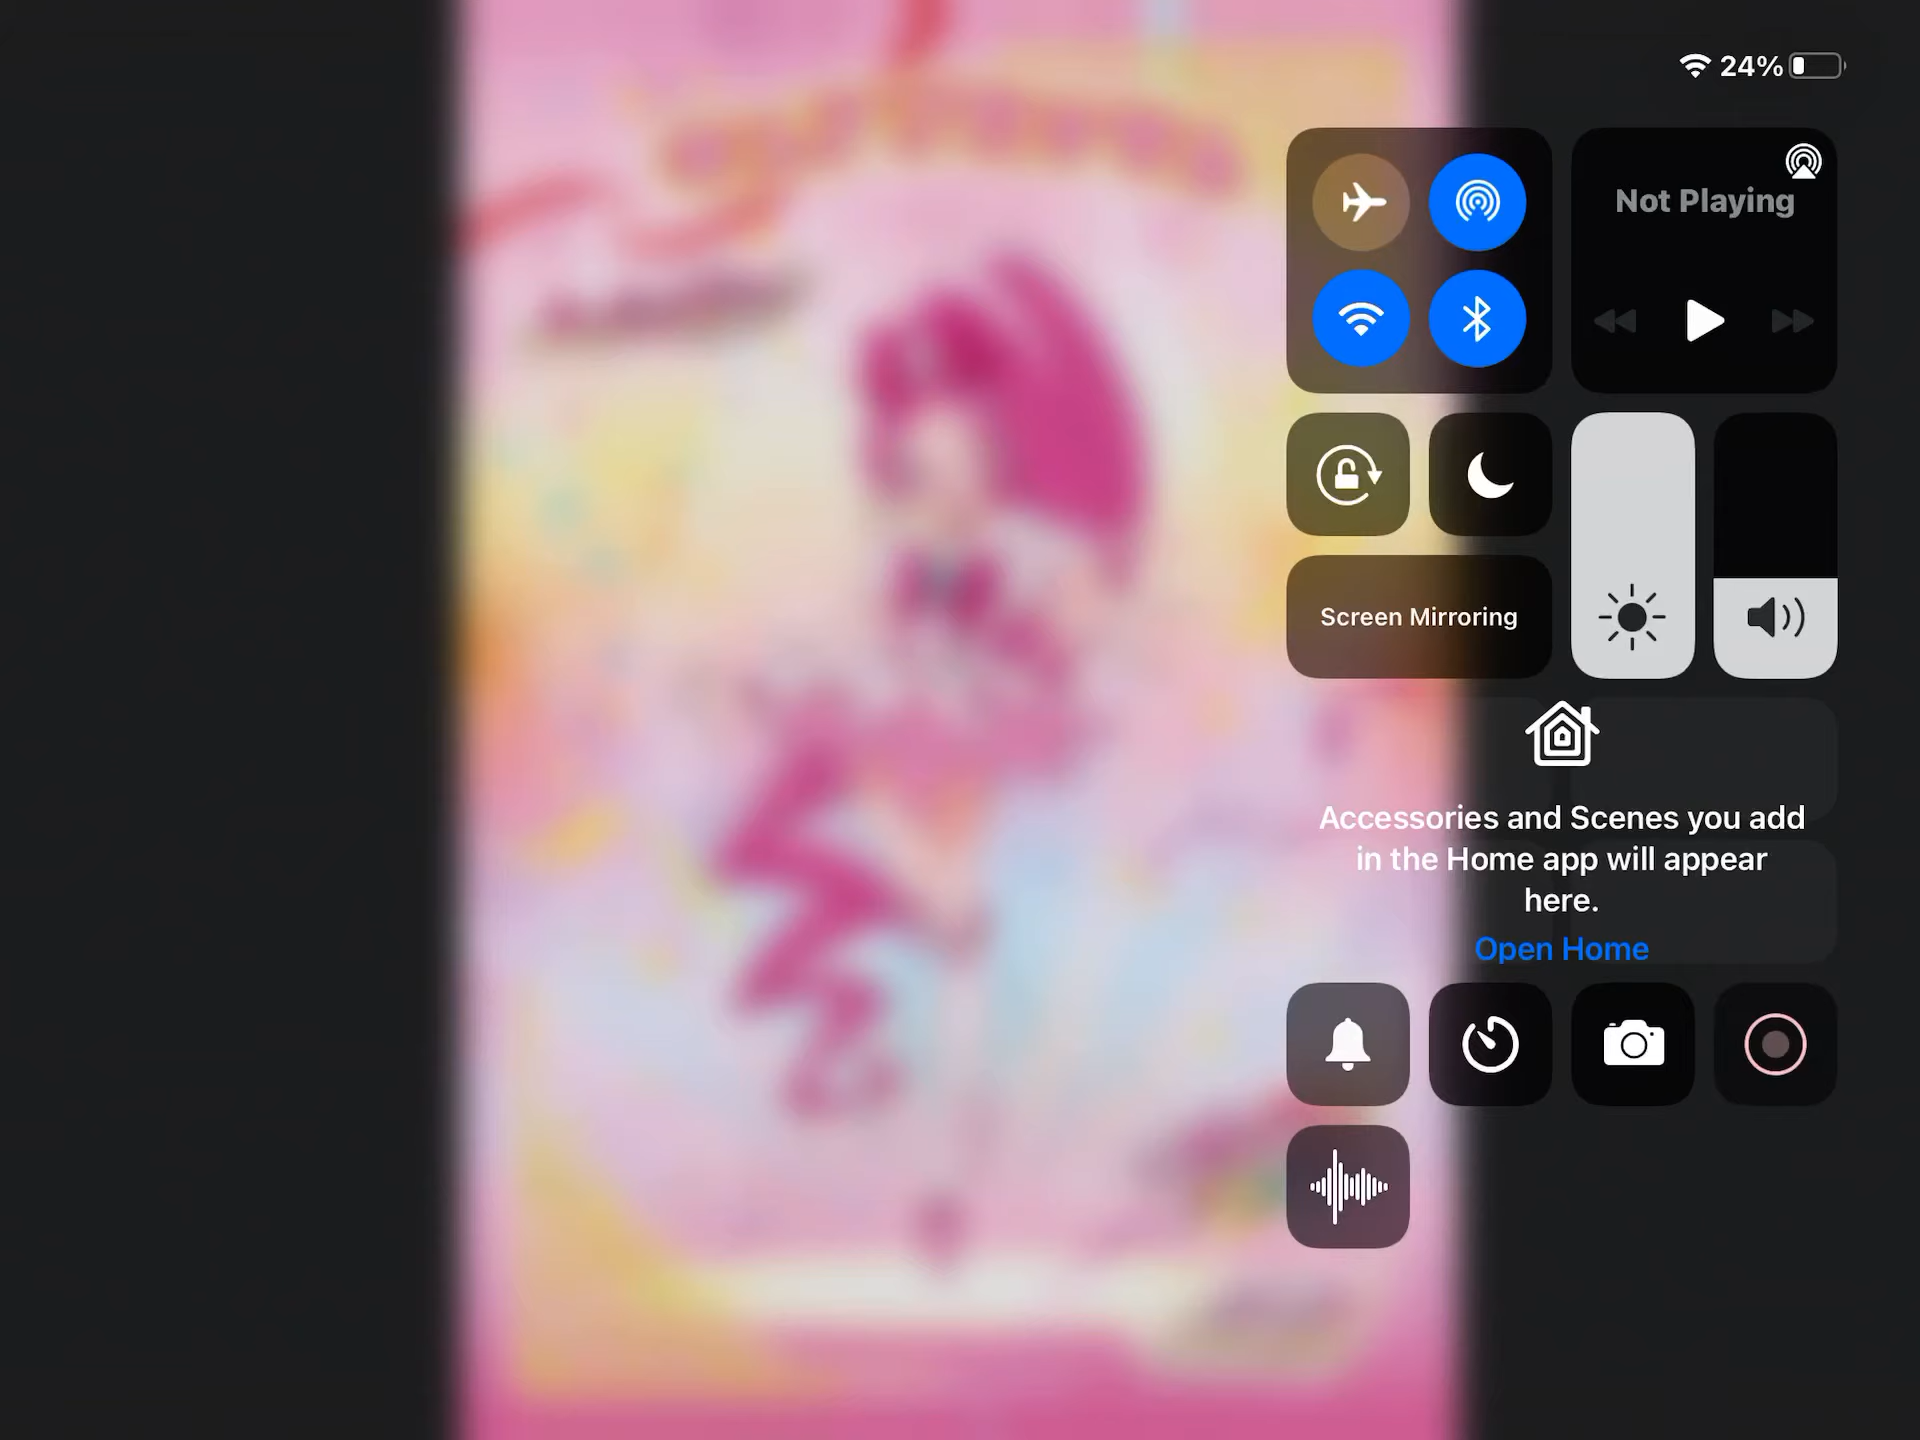 24%
Not Playing
Screen Mirroring
Accessories and Scenes you add
in the Home app will appear
here.
Open Home